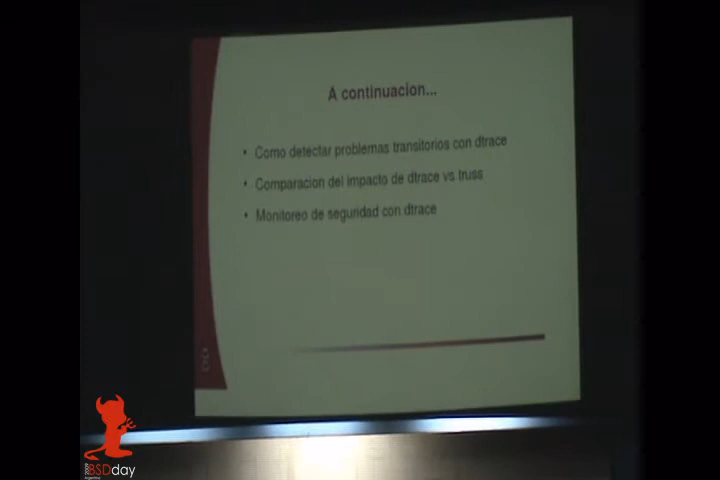 A continuacion...
• Como detectar problemas transitorios con dtrace
• Comparacion del impacto de dtrace vs truss
• Monitoreo de seguridad con dtrace
BSDday